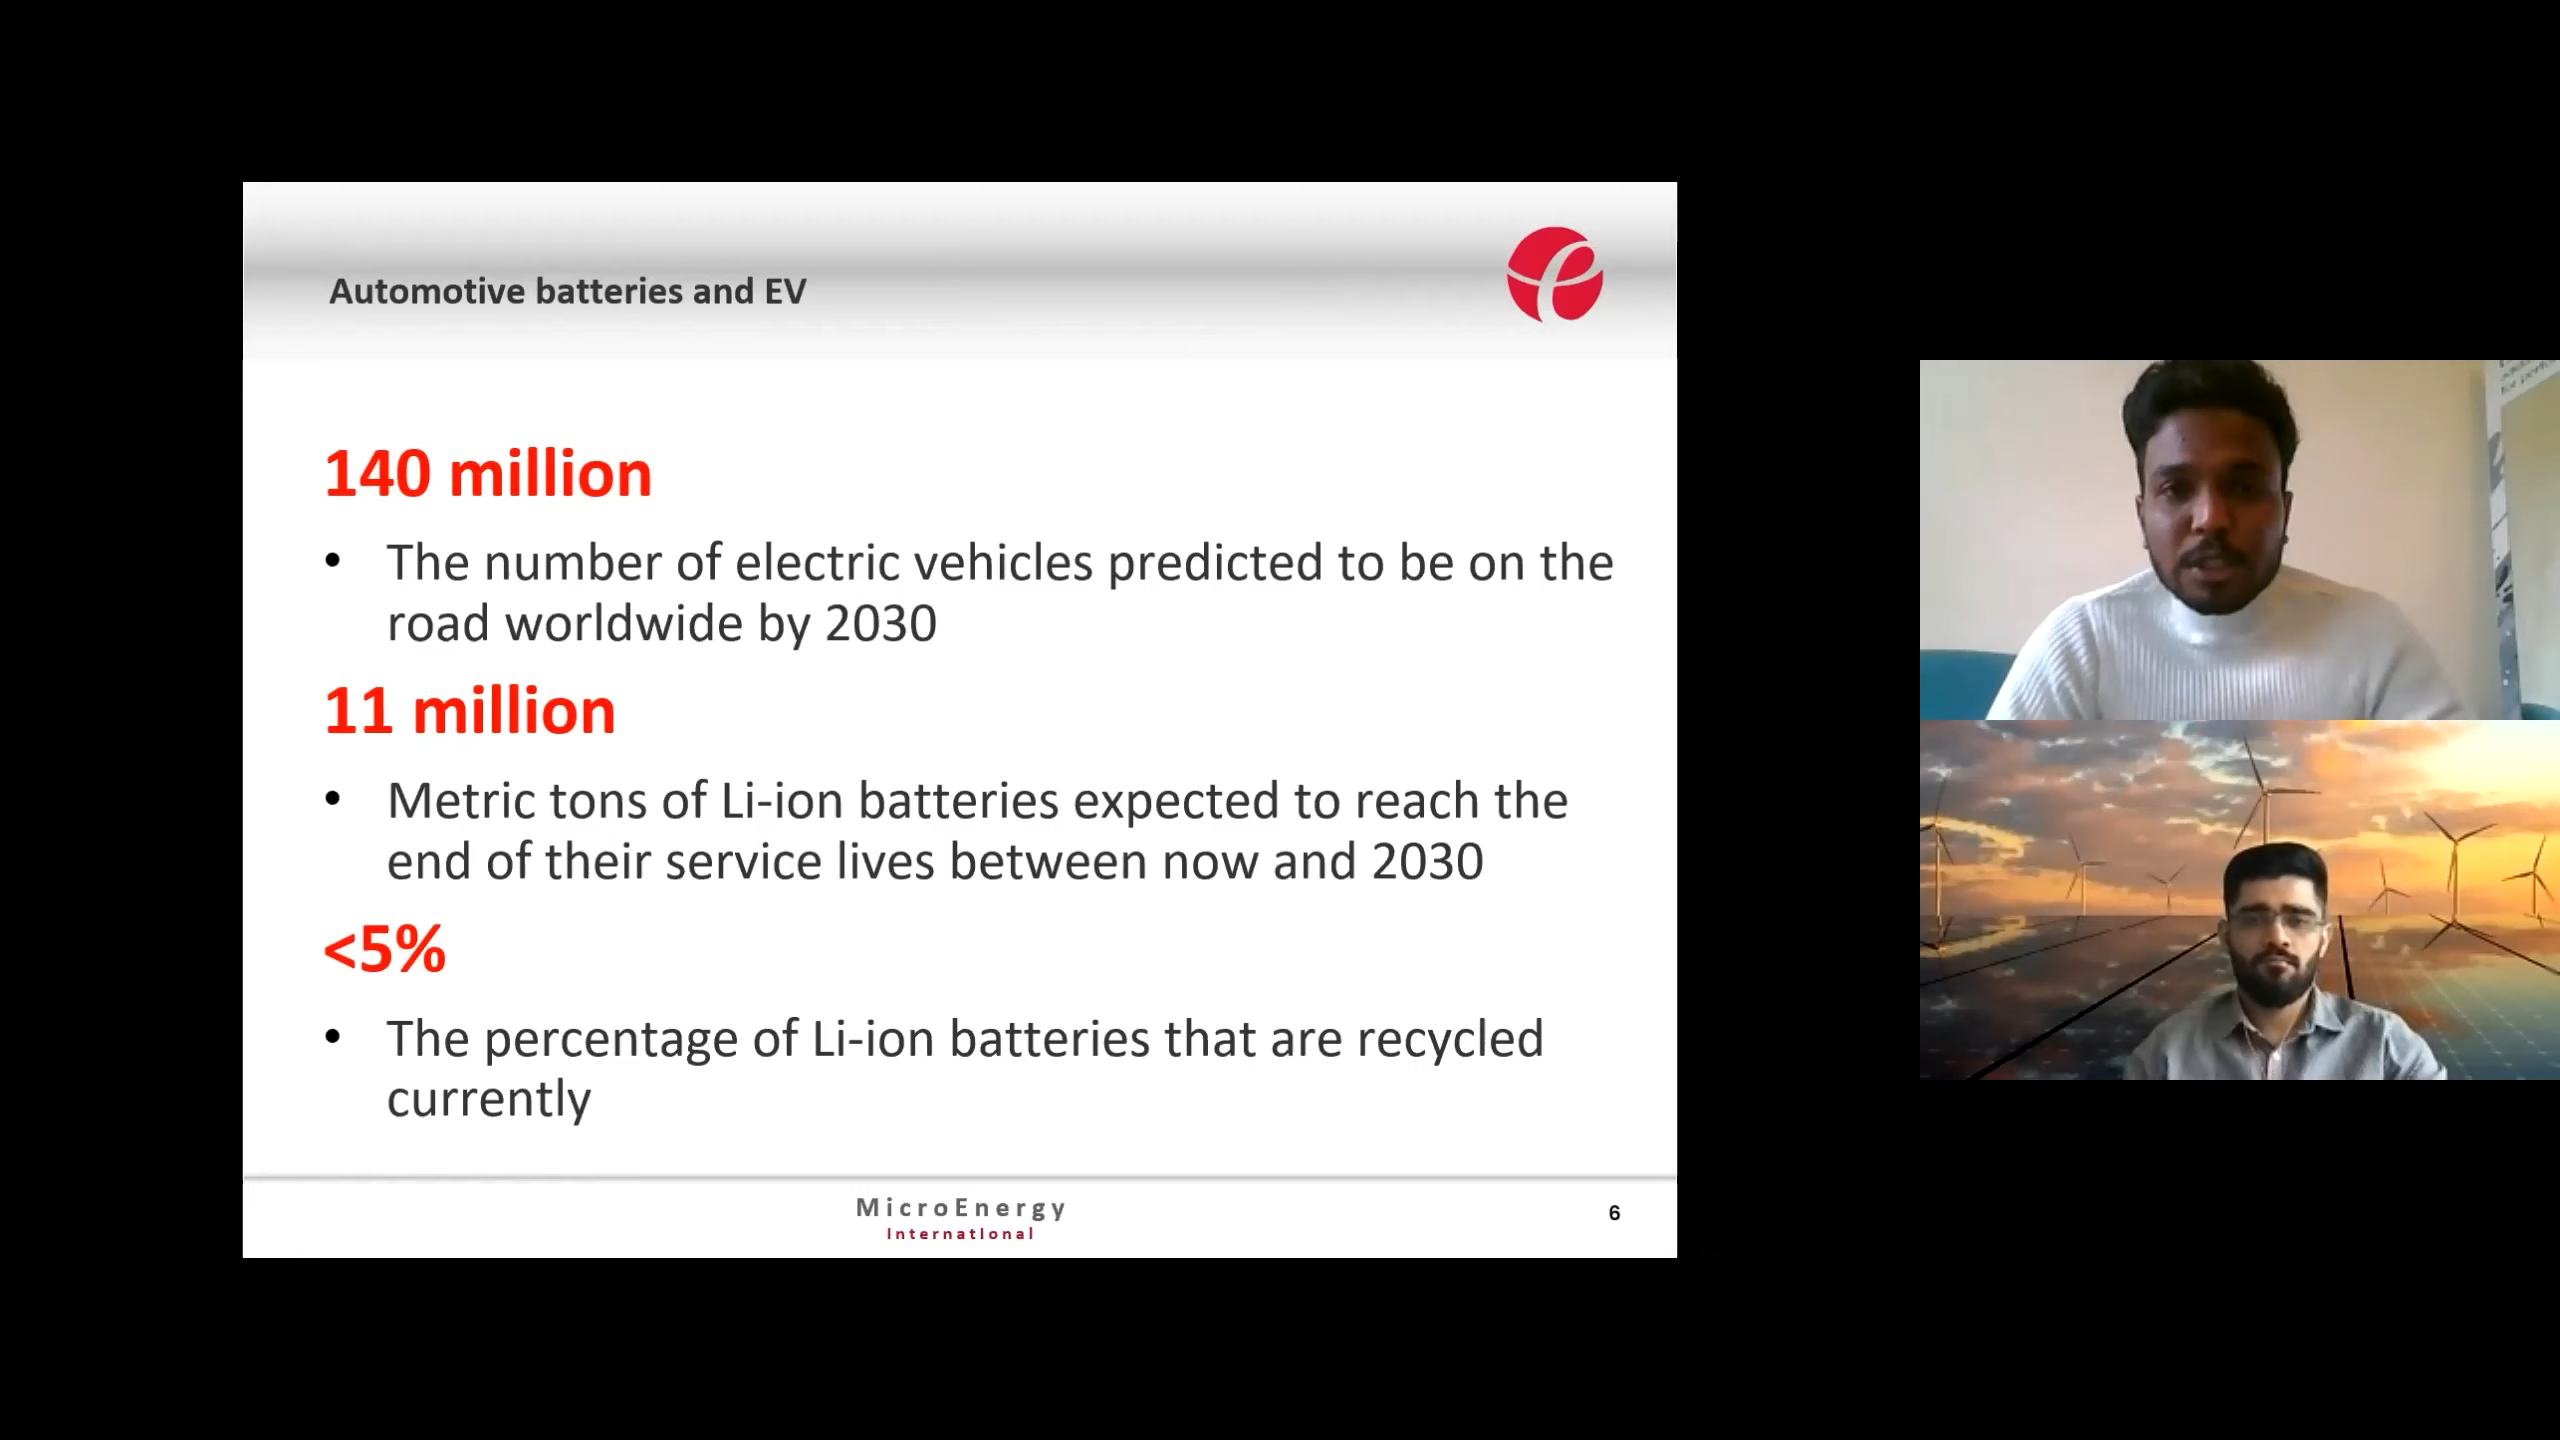 Automotive batteries and EV
140 million
• The number of electric vehicles predicted to be on the
road worldwide by 2030
11 million
• Metric tons of Li-ion batteries expected to reach the
end of their service lives between now and 2030
<5%
• The percentage of Li-ion batteries that are recycled
currently
MicroEnergy
International
6